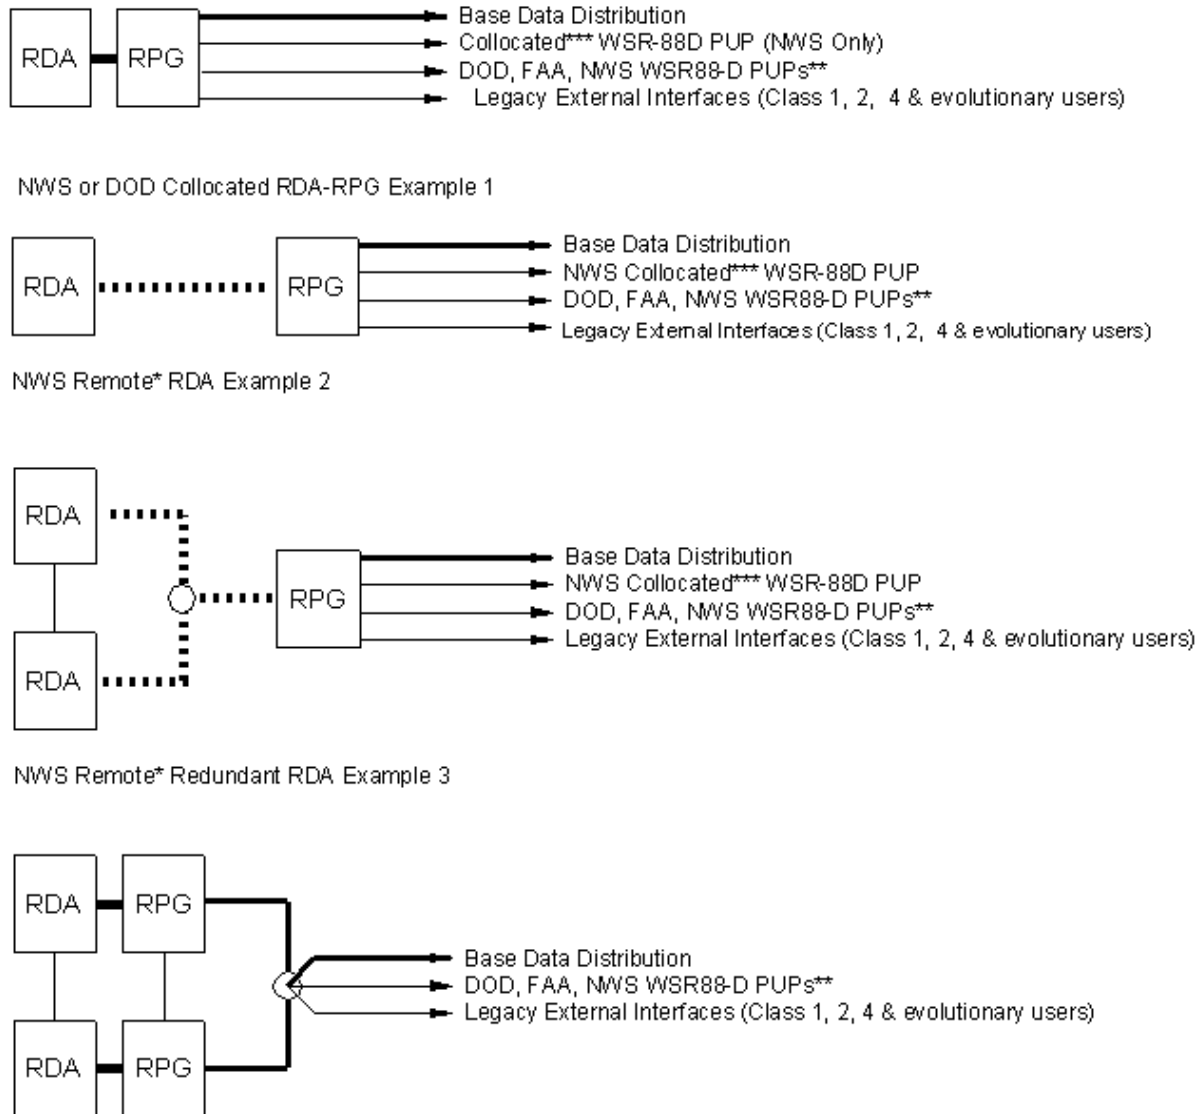 Base Data Distribution
RDA RPG Collocated*** WSR-88D PUP (NWS Only)
DOD, FAA, NWS WSR88-D PUPs**
Legacy External Interfaces (Class 1, 2, 4 & evolutionary users)
NWS or DOD Collocated RDA-RPG Example 1
Base Data Distribution
RDA RPG NWS Collocated*** WSR-88D PUP
DOD, FAA, NWS WSR88-D PUPs**
Legacy External Interfaces (Class 1, 2, 4 & evolutionary users)
NWS Remote* RDA Example 2
RDA
Base Data Distribution
NWS Collocated*** WSR-88D PUP
RPG DOD, FAA, NWS WSR88-D PUPs**
Legacy External Interfaces (Class 1, 2, 4 & evolutionary users)
RDA
NWS Remote* Redundant RDA Example 3
RDA RPG
Base Data Distribution
DOD, FAA, NWS WSR88-D PUPs**
Legacy External Interfaces (Class 1, 2, 4 & evolutionary users)
RDA RPG